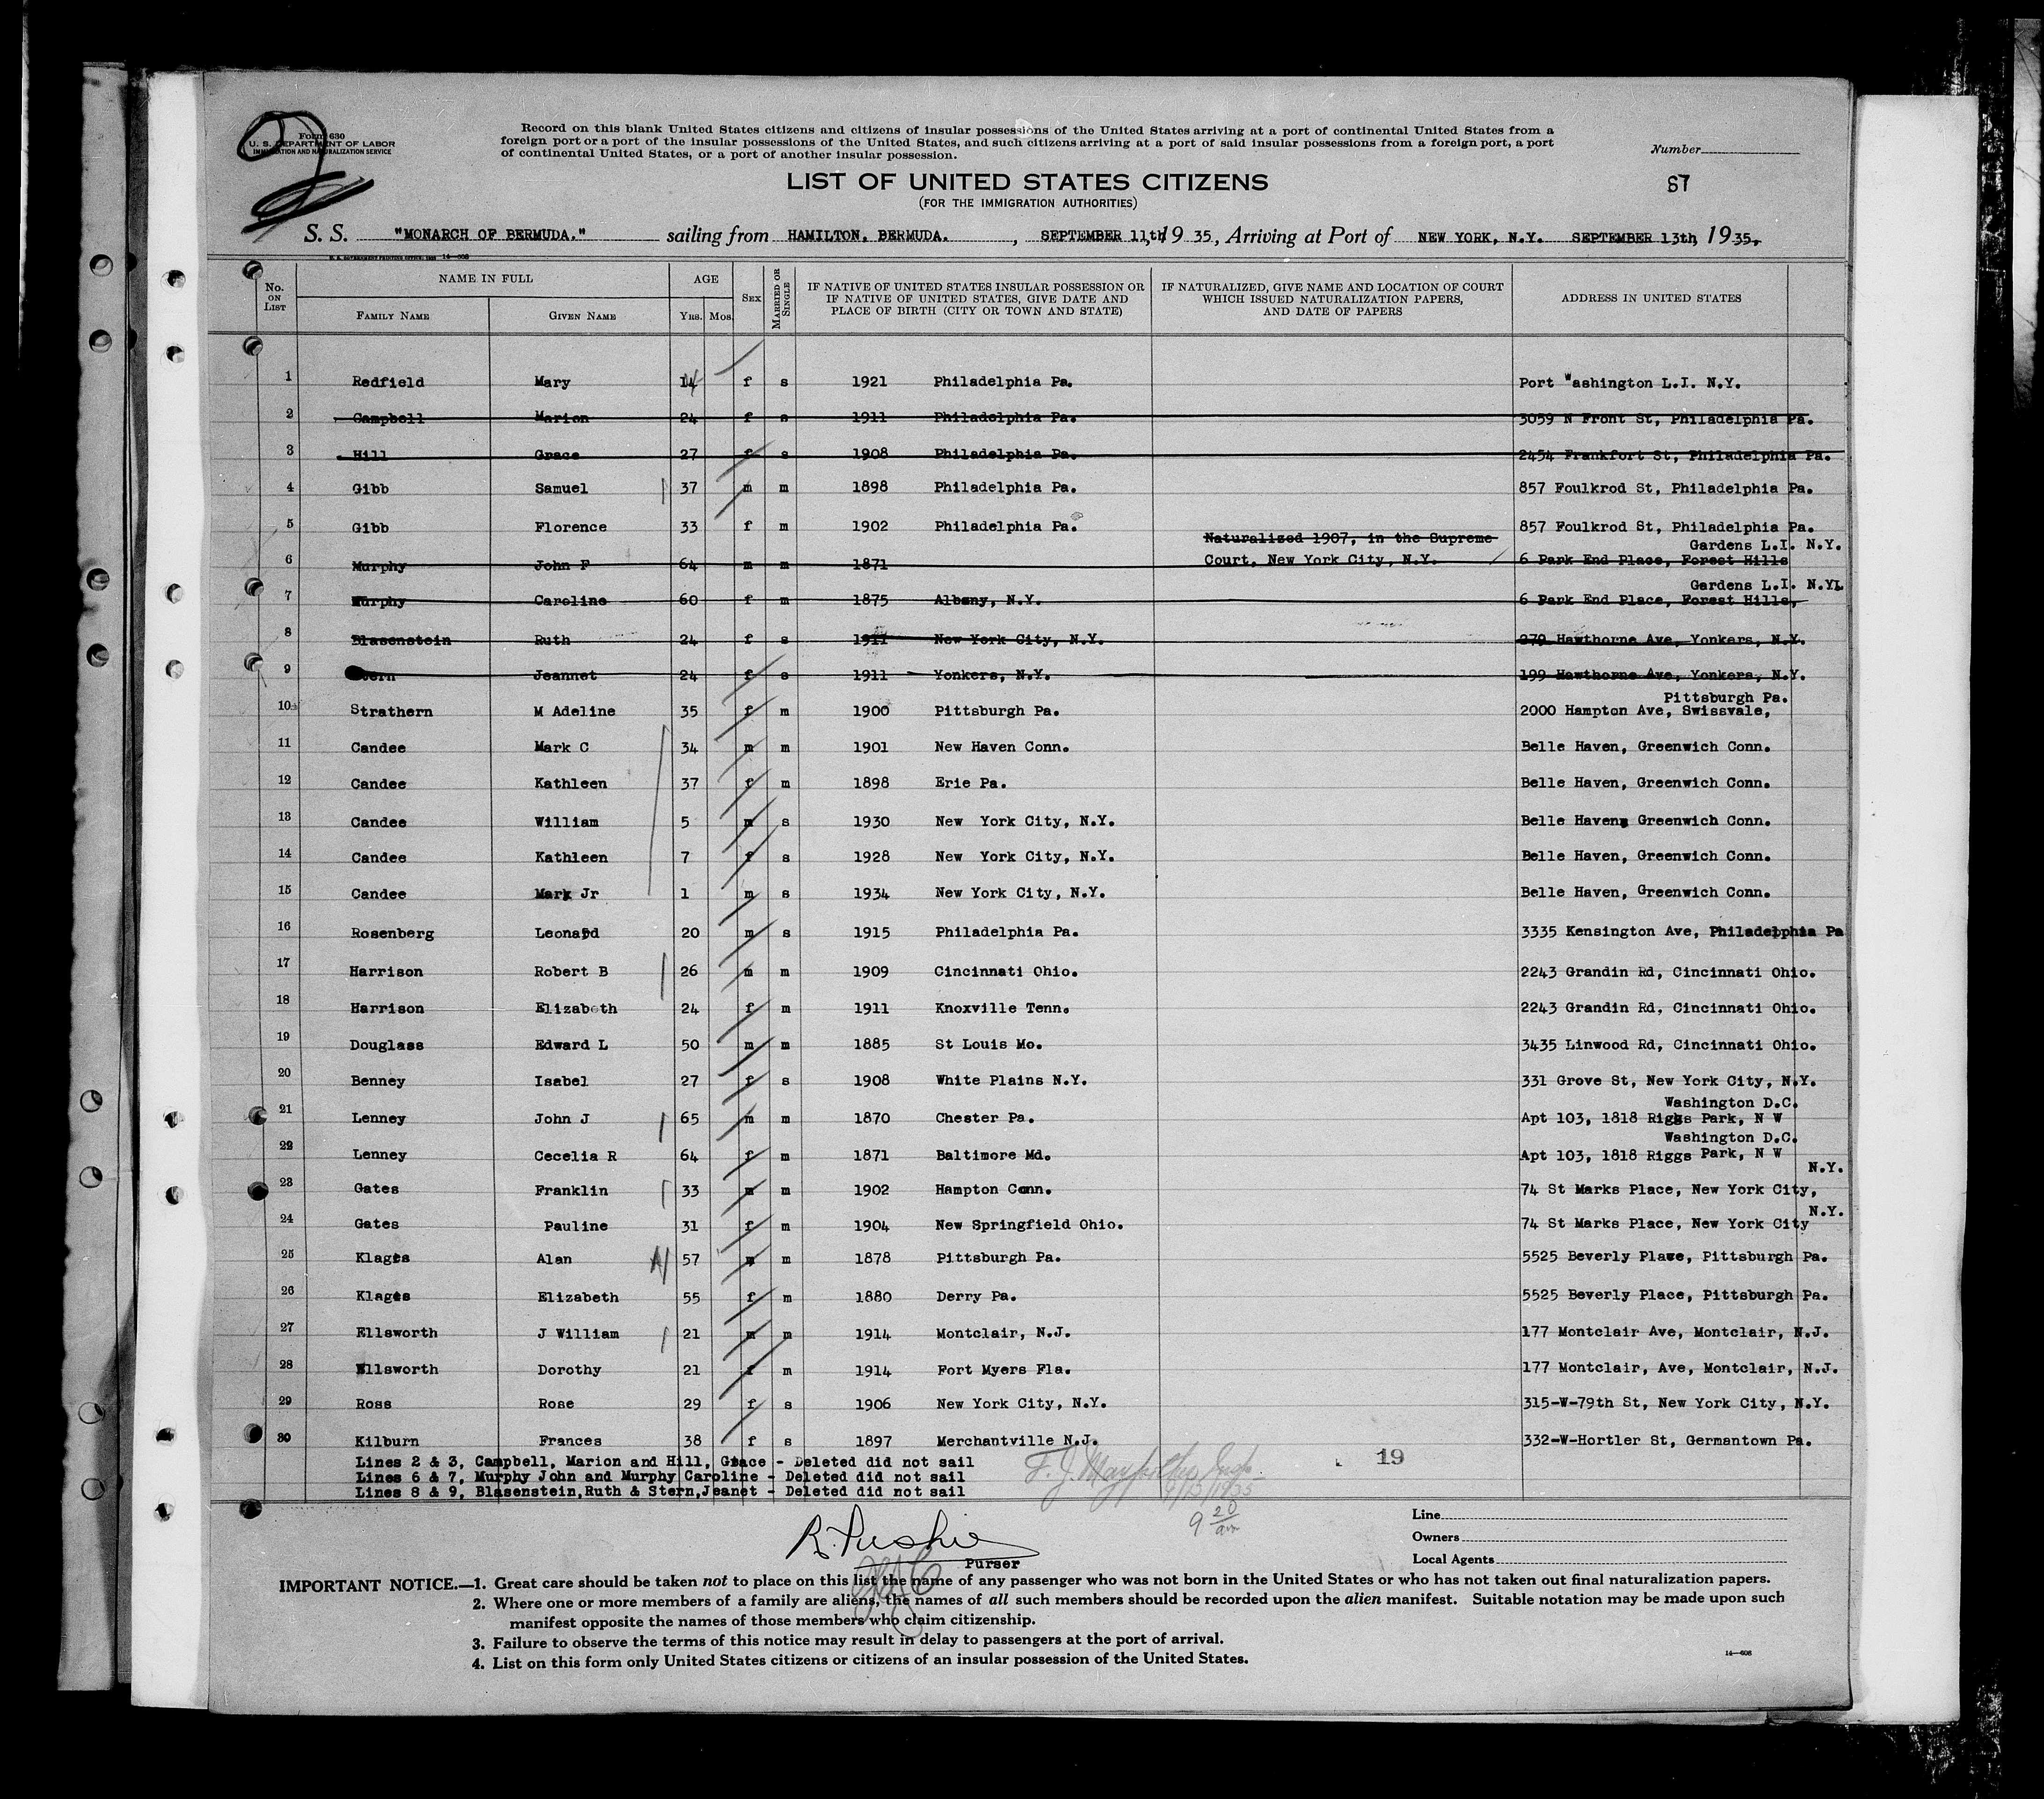 Form 630
U. S. DEPARTMENT OF LABOR
IMMIGRATION AND NATURALIZATION SERVICE
Record on this blank United States citizens and citizens of insular possessions of the United States arriving at a port of continental United States from a
foreign port or a port of the insular possessions of the United States, and such citizens arriving at a port of said insular possessions from a foreign port, a port
of continental United States, or a port of another insular possession.
Number
67
LIST OF UNITED STATES CITIZENS
(FOR THE IMMIGRATION AUTHORITIES)
S. S. "MONARCH OF BERMUDA." sailing from HAMILTON, BERMUDA. , SEPTEMBER 11th, 19 35, Arriving at Port of NEW YORK, N.Y. SEPTEMBER 13th, 19 35.
U. S. GOVERNMENT PRINTING OFFICE: 1929 14—608
No. ON LIST NAME IN FULL FAMILY NAME GIVEN NAME AGE YRS. MOS. SEX MARRIED OR SINGLE IF NATIVE OF UNITED STATES INSULAR POSSESSION OR IF NATIVE OF UNITED STATES, GIVE DATE AND PLACE OF BIRTH (CITY OR TOWN AND STATE) IF NATURALIZED, GIVE NAME AND LOCATION OF COURT WHICH ISSUED NATURALIZATION PAPERS, AND DATE OF PAPERS ADDRESS IN UNITED STATES
1 Redfield Mary 14 f s 1921 Philadelphia Pa. Port Washington L.I. N.Y.
2 Campbell Marion 24 f s 1911 Philadelphia Pa. 3059 N Front St, Philadelphia Pa.
3 Hill Grace 27 f s 1908 Philadelphia Pa. 2454 Frankfort St, Philadelphia Pa.
4 Gibb Samuel 37 m m 1898 Philadelphia Pa. 857 Foulkrod St, Philadelphia Pa.
5 Gibb Florence 33 f m 1902 Philadelphia Pa. 857 Foulkrod St, Philadelphia Pa.
Naturalized 1907, in the Supreme Gardens L.I. N.Y.
6 Murphy John F 64 m m 1871 Court, New York City, N.Y. 6 Park End Place, Forest Hills
Gardens L.I. N.Y.
7 Murphy Caroline 60 f m 1875 Albany, N.Y. 6 Park End Place, Forest Hills,
8 Blasenstein Ruth 24 f s 1911 New York City, N.Y. 279 Hawthorne Ave, Yonkers, N.Y.
9 Stern Jeannet 24 f s 1911 Yonkers, N.Y. 199 Hawthorne Ave, Yonkers, N.Y.
Pittsburgh Pa.
10 Strathern M Adeline 35 f m 1900 Pittsburgh Pa. 2000 Hampton Ave, Swissvale,
11 Candee Mark C 34 m m 1901 New Haven Conn. Belle Haven, Greenwich Conn.
12 Candee Kathleen 37 f m 1898 Erie Pa. Belle Haven, Greenwich Conn.
13 Candee William 5 m s 1930 New York City, N.Y. Belle Haven, Greenwich Conn.
14 Candee Kathleen 7 f s 1928 New York City, N.Y. Belle Haven, Greenwich Conn.
15 Candee Mark Jr 1 m s 1934 New York City, N.Y. Belle Haven, Greenwich Conn.
16 Rosenberg Leonard 20 m s 1915 Philadelphia Pa. 3335 Kensington Ave, Philadelphia Pa
17 Harrison Robert B 26 m m 1909 Cincinnati Ohio. 2243 Grandin Rd, Cincinnati Ohio.
18 Harrison Elizabeth 24 f m 1911 Knoxville Tenn. 2243 Grandin Rd, Cincinnati Ohio.
19 Douglass Edward L 50 m m 1885 St Louis Mo. 3435 Linwood Rd, Cincinnati Ohio.
20 Benney Isabel 27 f s 1908 White Plains N.Y. 331 Grove St, New York City, N.Y.
Washington D.C.
21 Lenney John J 65 m m 1870 Chester Pa. Apt 103, 1818 Riggs Park, N W
Washington D.C.
22 Lenney Cecelia R 64 f m 1871 Baltimore Md. Apt 103, 1818 Riggs Park, N W
N.Y.
23 Gates Franklin 33 m m 1902 Hampton Conn. 74 St Marks Place, New York City,
N.Y.
24 Gates Pauline 31 f m 1904 New Springfield Ohio. 74 St Marks Place, New York City
25 Klages Alan 57 m m 1878 Pittsburgh Pa. 5525 Beverly Place, Pittsburgh Pa.
26 Klages Elizabeth 55 f m 1880 Derry Pa. 5525 Beverly Place, Pittsburgh Pa.
27 Ellsworth J William 21 m m 1914 Montclair, N.J. 177 Montclair Ave, Montclair, N.J.
28 Ellsworth Dorothy 21 f m 1914 Fort Myers Fla. 177 Montclair, Ave, Montclair, N.J.
29 Ross Rose 29 f s 1906 New York City, N.Y. 315-W-79th St, New York City, N.Y.
30 Kilburn Frances 38 f s 1897 Merchantville N.J. 332-W-Hortler St, Germantown Pa.
Lines 2 & 3, Campbell, Marion and Hill, Grace - Deleted did not sail
Lines 6 & 7, Murphy John and Murphy Caroline - Deleted did not sail
Lines 8 & 9, Blasenstein,Ruth & Stern,Jeanet - Deleted did not sail
19
9/13/1935
9 20 am
Purser
Line
Owners
Local Agents
IMPORTANT NOTICE.—1. Great care should be taken not to place on this list the name of any passenger who was not born in the United States or who has not taken out final naturalization papers.
2. Where one or more members of a family are aliens, the names of all such members should be recorded upon the alien manifest. Suitable notation may be made upon such
manifest opposite the names of those members who claim citizenship.
3. Failure to observe the terms of this notice may result in delay to passengers at the port of arrival.
4. List on this form only United States citizens or citizens of an insular possession of the United States.
14—608